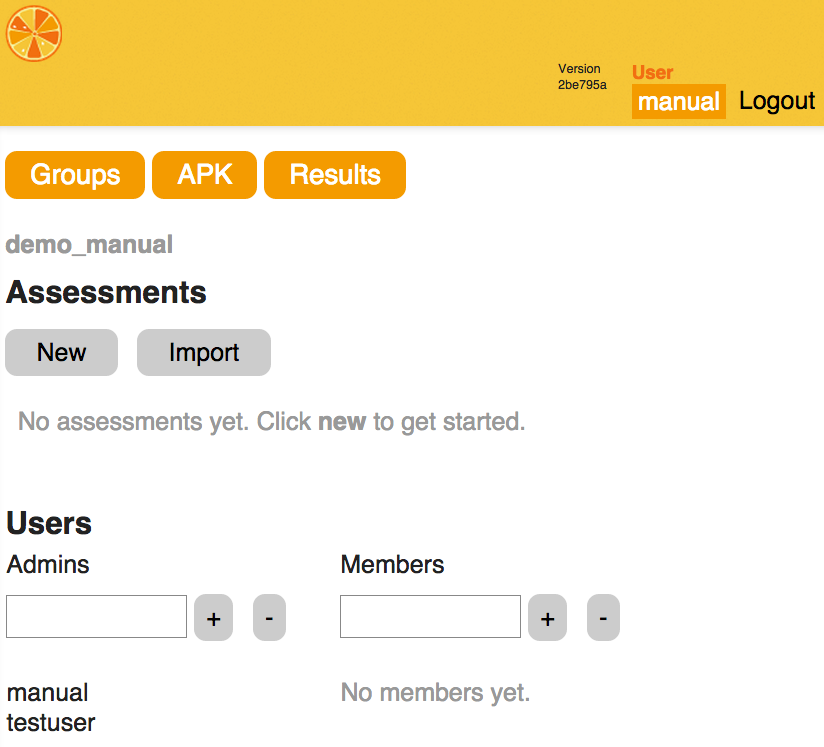 Version
2be795a
User
manual Logout
Groups APK Results
demo_manual
Assessments
New Import
No assessments yet. Click new to get started.
Users
Admins Members
+ - + -
manual No members yet.
testuser